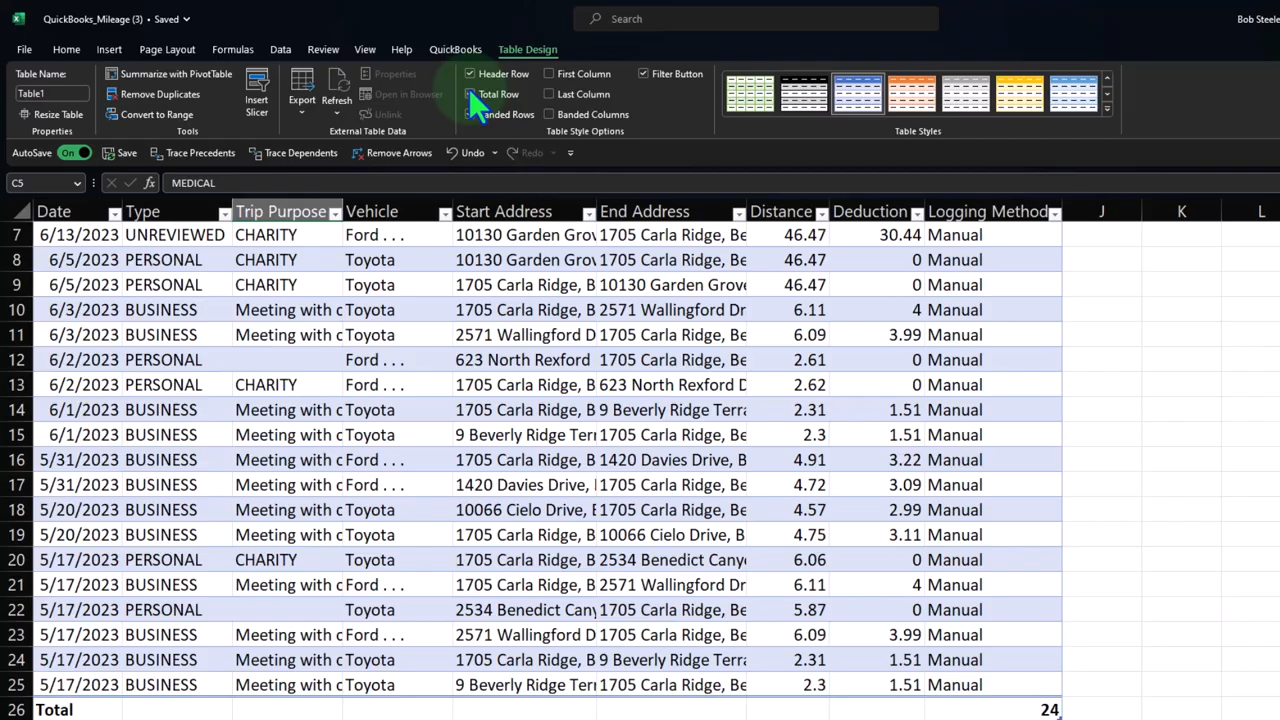 QuickBooks_Mileage (3) • Saved
Search
Bob Steele
File Home Insert Page Layout Formulas Data Review View Help QuickBooks Table Design
Table Name:
Table1
Resize Table
Properties
Summarize with PivotTable
Remove Duplicates
Convert to Range
Tools
Insert
Slicer
Export
Refresh
Properties
Open in Browser
Unlink
External Table Data
Header Row
Total Row
Banded Rows
First Column
Last Column
Banded Columns
Filter Button
Table Style Options
Table Styles
AutoSave On Save Trace Precedents Trace Dependents Remove Arrows Undo Redo
C5 fx MEDICAL
Date Type Trip Purpose Vehicle Start Address End Address Distance Deduction Logging Method J K L
7 6/13/2023 UNREVIEWED CHARITY Ford . . . 10130 Garden Grov 1705 Carla Ridge, Be 46.47 30.44 Manual
8 6/5/2023 PERSONAL CHARITY Toyota 10130 Garden Grov 1705 Carla Ridge, Be 46.47 0 Manual
9 6/5/2023 PERSONAL CHARITY Toyota 1705 Carla Ridge, B 10130 Garden Grove 46.47 0 Manual
10 6/3/2023 BUSINESS Meeting with c Toyota 1705 Carla Ridge, B 2571 Wallingford Dr 6.11 4 Manual
11 6/3/2023 BUSINESS Meeting with c Toyota 2571 Wallingford D 1705 Carla Ridge, Be 6.09 3.99 Manual
12 6/2/2023 PERSONAL Ford . . . 623 North Rexford 1705 Carla Ridge, Be 2.61 0 Manual
13 6/2/2023 PERSONAL CHARITY Ford . . . 1705 Carla Ridge, B 623 North Rexford D 2.62 0 Manual
14 6/1/2023 BUSINESS Meeting with c Toyota 1705 Carla Ridge, B 9 Beverly Ridge Terra 2.31 1.51 Manual
15 6/1/2023 BUSINESS Meeting with c Toyota 9 Beverly Ridge Terr 1705 Carla Ridge, Be 2.3 1.51 Manual
16 5/31/2023 BUSINESS Meeting with c Ford . . . 1705 Carla Ridge, B 1420 Davies Drive, B 4.91 3.22 Manual
17 5/31/2023 BUSINESS Meeting with c Ford . . . 1420 Davies Drive, 1705 Carla Ridge, Be 4.72 3.09 Manual
18 5/20/2023 BUSINESS Meeting with c Toyota 10066 Cielo Drive, B 1705 Carla Ridge, Be 4.57 2.99 Manual
19 5/20/2023 BUSINESS Meeting with c Toyota 1705 Carla Ridge, B 10066 Cielo Drive, Be 4.75 3.11 Manual
20 5/17/2023 PERSONAL CHARITY Toyota 1705 Carla Ridge, B 2534 Benedict Canyo 6.06 0 Manual
21 5/17/2023 BUSINESS Meeting with c Ford . . . 1705 Carla Ridge, B 2571 Wallingford Dr 6.11 4 Manual
22 5/17/2023 PERSONAL Toyota 2534 Benedict Cany 1705 Carla Ridge, Be 5.87 0 Manual
23 5/17/2023 BUSINESS Meeting with c Ford . . . 2571 Wallingford D 1705 Carla Ridge, Be 6.09 3.99 Manual
24 5/17/2023 BUSINESS Meeting with c Toyota 1705 Carla Ridge, B 9 Beverly Ridge Terra 2.31 1.51 Manual
25 5/17/2023 BUSINESS Meeting with c Toyota 9 Beverly Ridge Terr 1705 Carla Ridge, Be 2.3 1.51 Manual
26 Total 24